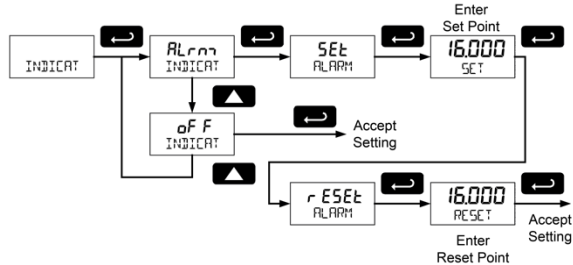 Enter
Set Point
INDICAT
ALrm
INDICAT
SEt
ALARM
16.000
SET
oFF
INDICAT
Accept
Setting
rESEt
ALARM
16.000
RESET
Accept
Setting
Enter
Reset Point